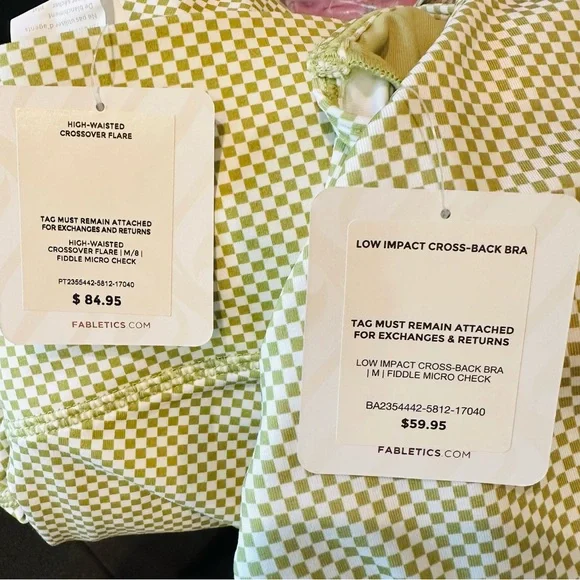 HIGH-WAISTED
CROSSOVER FLARE
TAG MUST REMAIN ATTACHED
FOR EXCHANGES AND RETURNS
HIGH-WAISTED
CROSSOVER FLARE | M/8 |
FIDDLE MICRO CHECK
PT2355442-5812-17040
$ 84.95
FABLETICS.COM
LOW IMPACT CROSS-BACK BRA
TAG MUST REMAIN ATTACHED
FOR EXCHANGES & RETURNS
LOW IMPACT CROSS-BACK BRA
| M | FIDDLE MICRO CHECK
BA2354442-5812-17040
$59.95
FABLETICS.COM